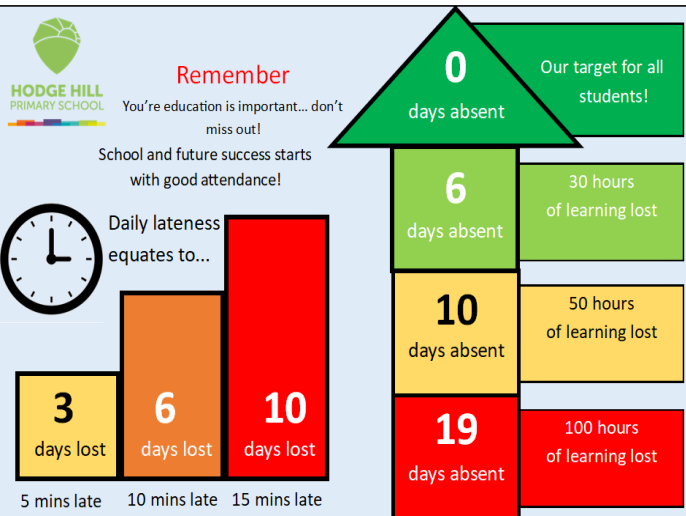 HODGE HILL
PRIMARY SCHOOL
Remember
You're education is important... don't
miss out!
School and future success starts
with good attendance!
Daily lateness
equates to...
3
days lost
5 mins late
6
days lost
10 mins late
10
days lost
15 mins late
0
days absent
Our target for all
students!
6
days absent
30 hours
of learning lost
10
days absent
50 hours
of learning lost
19
days absent
100 hours
of learning lost